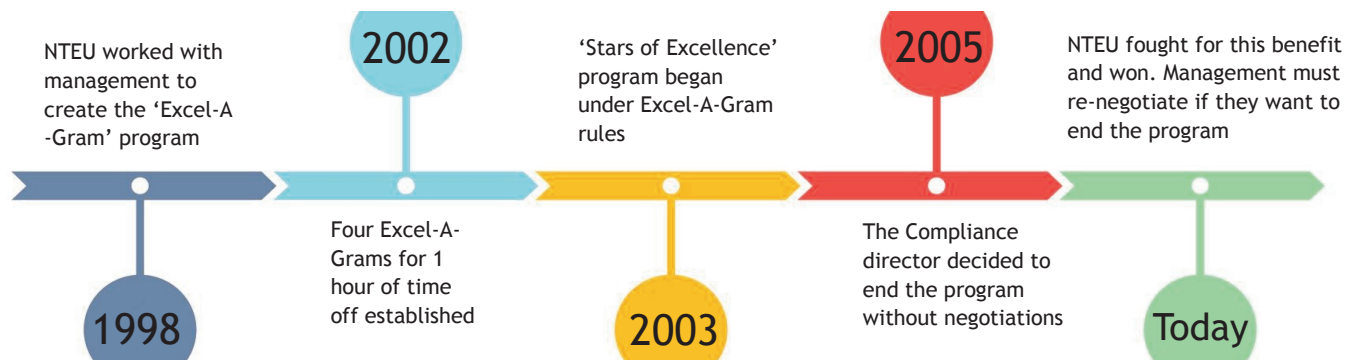 NTEU worked with
management to
create the ‘Excel-A
-Gram’ program
1998
2002
Four Excel-A-
Grams for 1
hour of time
off established
‘Stars of Excellence’
program began
under Excel-A-Gram
rules
2003
2005
The Compliance
director decided to
end the program
without negotiations
NTEU fought for this benefit
and won. Management must
re-negotiate if they want to
end the program
Today